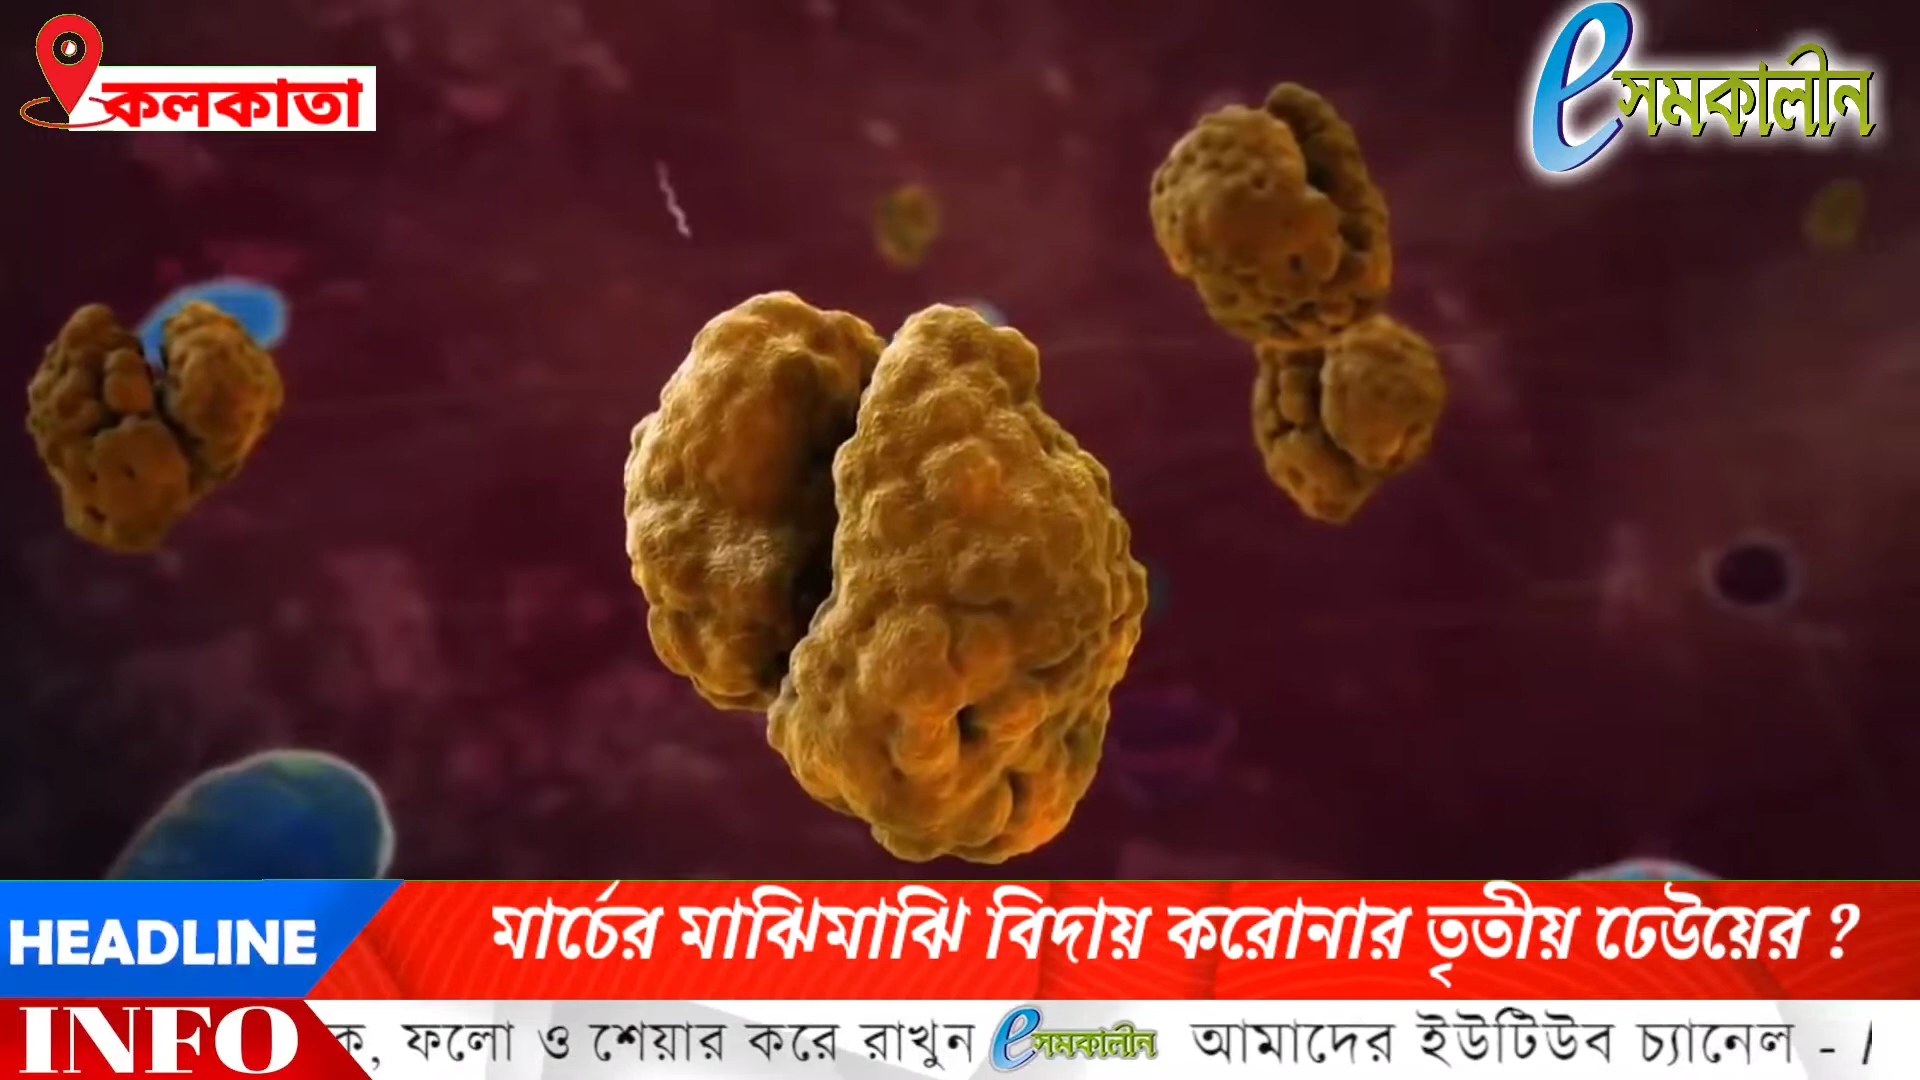 কলকাতা
e সমকালীন
HEADLINE
মার্চের মাঝিমাঝি বিদায় করোনার তৃতীয় ঢেউয়ের ?
INFO
ক, ফলো ও শেয়ার করে রাখুন e সমকালীন আমাদের ইউটিউব চ্যানেল - /